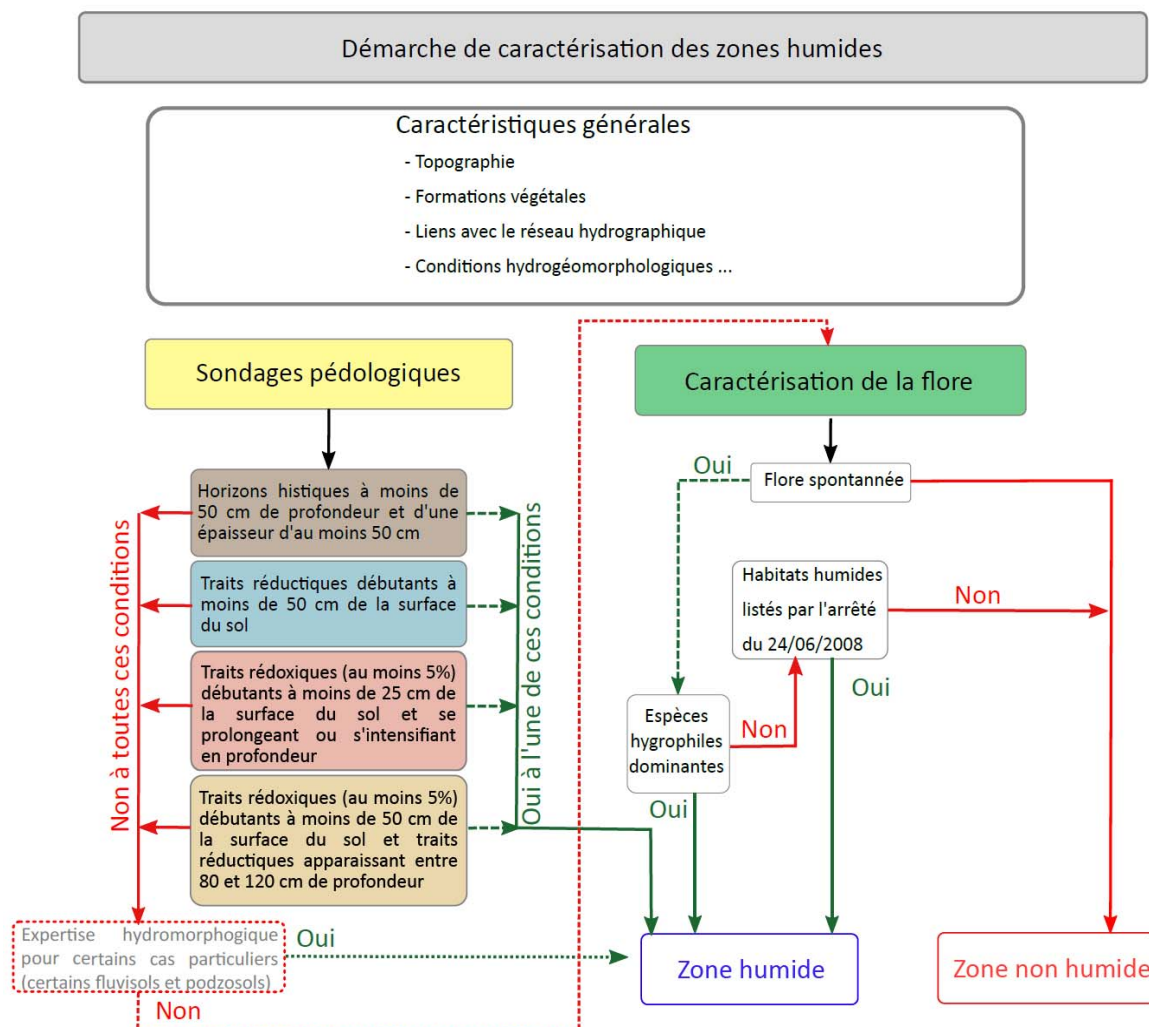 Démarche de caractérisation des zones humides
Caractéristiques générales
- Topographie
- Formations végétales
- Liens avec le réseau hydrographique
- Conditions hydrogéomorphologiques ...
Sondages pédologiques
Caractérisation de la flore
Oui
Flore spontannée
Horizons histiques à moins de
50 cm de profondeur et d'une
épaisseur d'au moins 50 cm
Traits réductiques débutants à
moins de 50 cm de la surface
du sol
Traits rédoxiques (au moins 5%)
débutants à moins de 25 cm de
la surface du sol et se
prolongeant ou s'intensifiant
en profondeur
Traits rédoxiques (au moins 5%)
débutants à moins de 50 cm de
la surface du sol et traits
réductiques apparaissant entre
80 et 120 cm de profondeur
Non à toutes ces conditions
Oui à l'une de ces conditions
Habitats humides
listés par l'arrêté
du 24/06/2008
Non
Oui
Espèces
hygrophiles
dominantes
Non
Oui
Expertise hydromorphogique
pour certains cas particuliers
(certains fluvisols et podzosols)
Oui
Non
Zone humide
Zone non humide